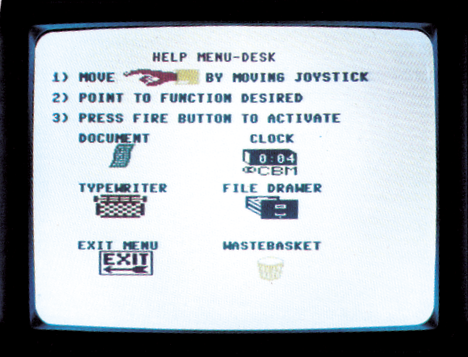 HELP MENU-DESK
1) MOVE BY MOVING JOYSTICK
2) POINT TO FUNCTION DESIRED
3) PRESS FIRE BUTTON TO ACTIVATE
DOCUMENT CLOCK
0:04
©CBM
TYPEWRITER FILE DRAWER
EXIT MENU WASTEBASKET
EXIT